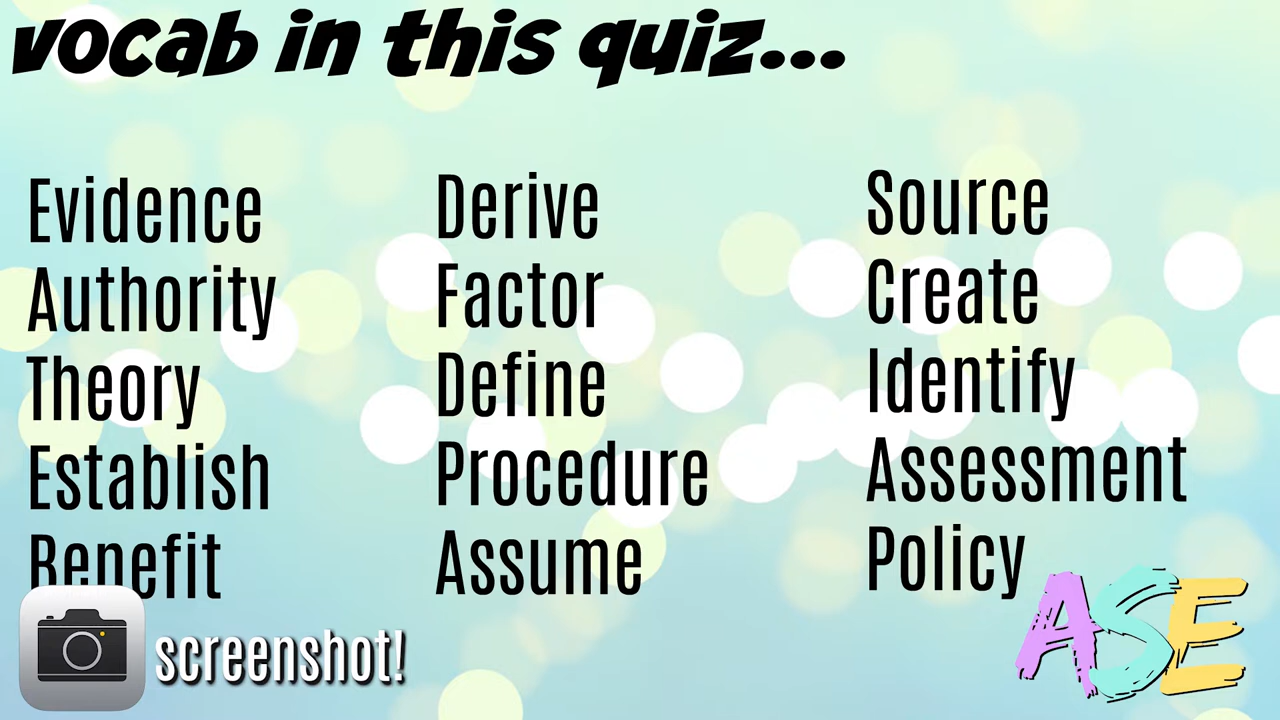 vocab in this quiz...
Evidence
Authority
Theory
Establish
Benefit
Derive
Factor
Define
Procedure
Assume
Source
Create
Identify
Assessment
Policy
screenshot!
ASE